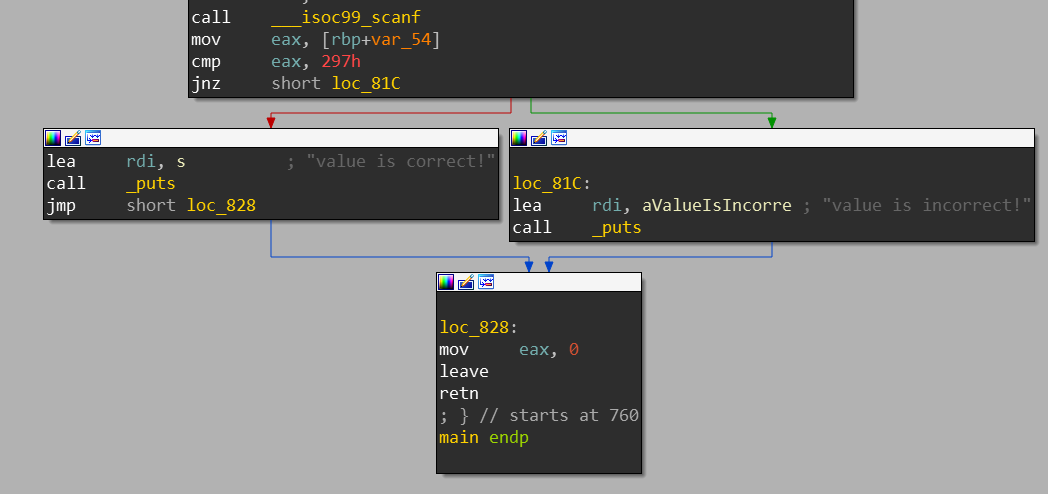 call ___isoc99_scanf
mov eax, [rbp+var_54]
cmp eax, 297h
jnz short loc_81C
lea rdi, s ; "value is correct!"
call _puts
jmp short loc_828
loc_81C:
lea rdi, aValueIsIncorre ; "value is incorrect!"
call _puts
loc_828:
mov eax, 0
leave
retn
; } // starts at 760
main endp